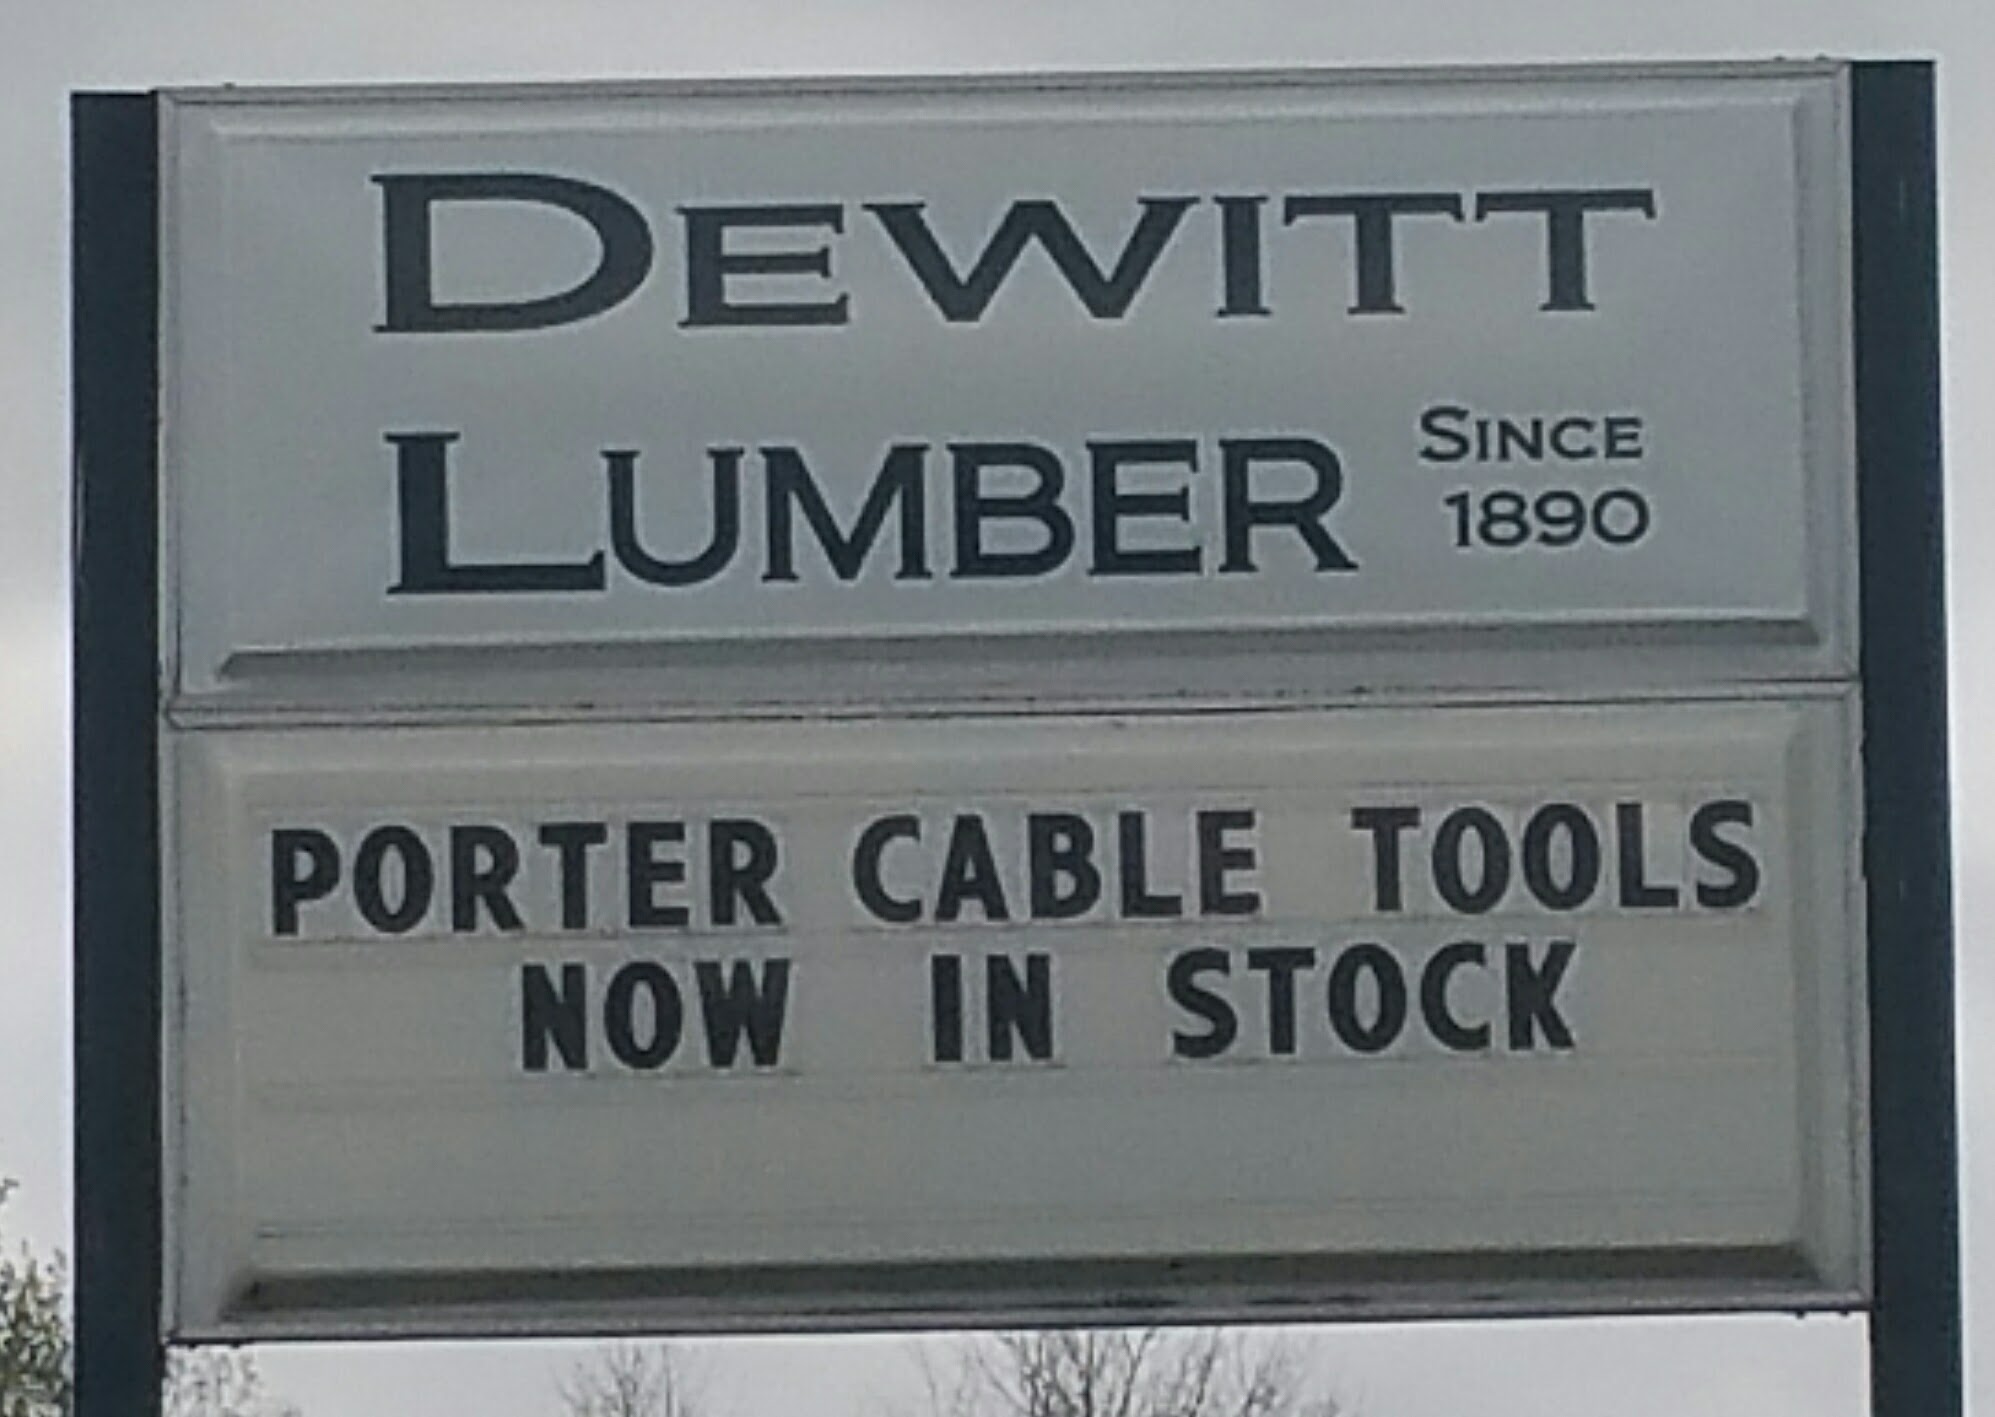 DEWITT
LUMBER SINCE
1890
PORTER CABLE TOOLS
NOW IN STOCK